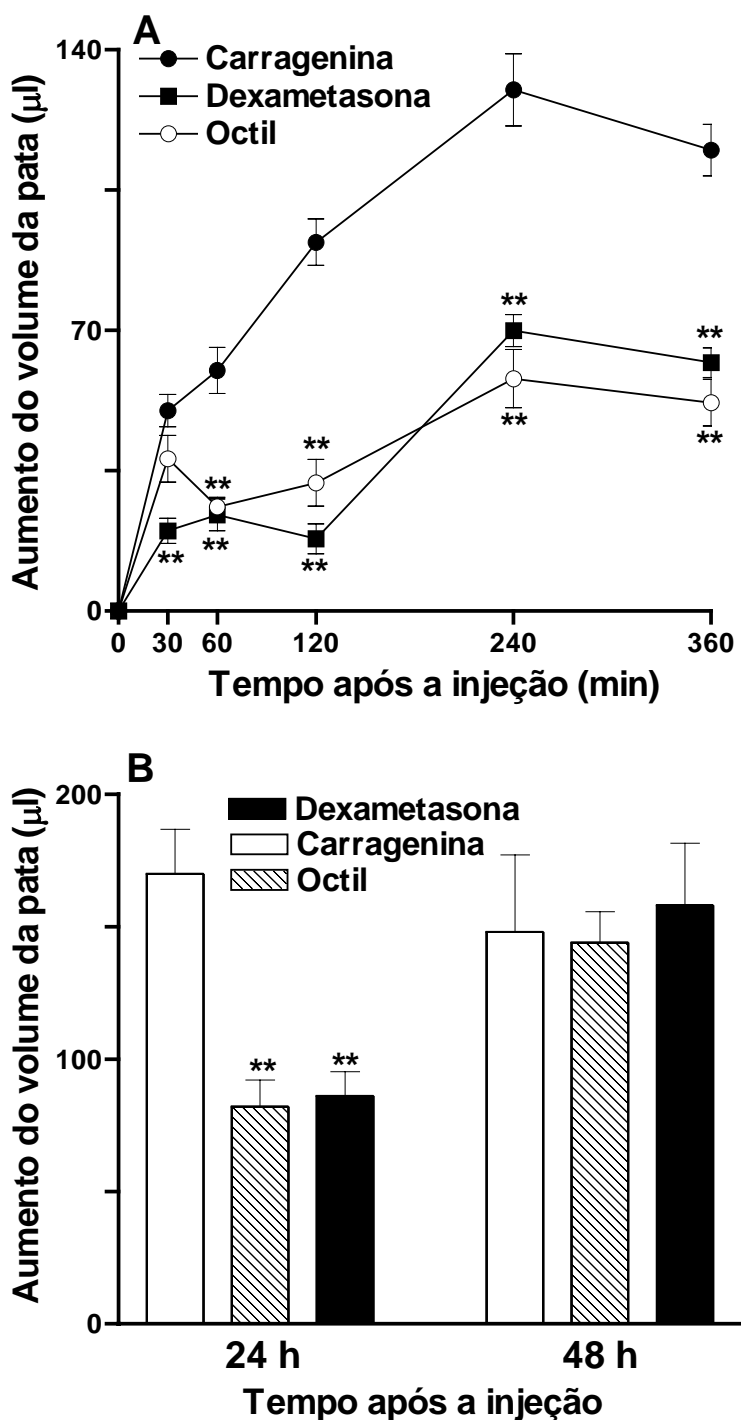 A
140
Carragenina
Dexametasona
Octil
**
**
70
**
**
**
**
**
**
**
0
0 30 60 120 240 360
Aumento do volume da pata (µl)
Tempo após a injeção (min)
B
200
Dexametasona
Carragenina
Octil
** **
100
0
24 h 48 h
Aumento do volume da pata (µl)
Tempo após a injeção